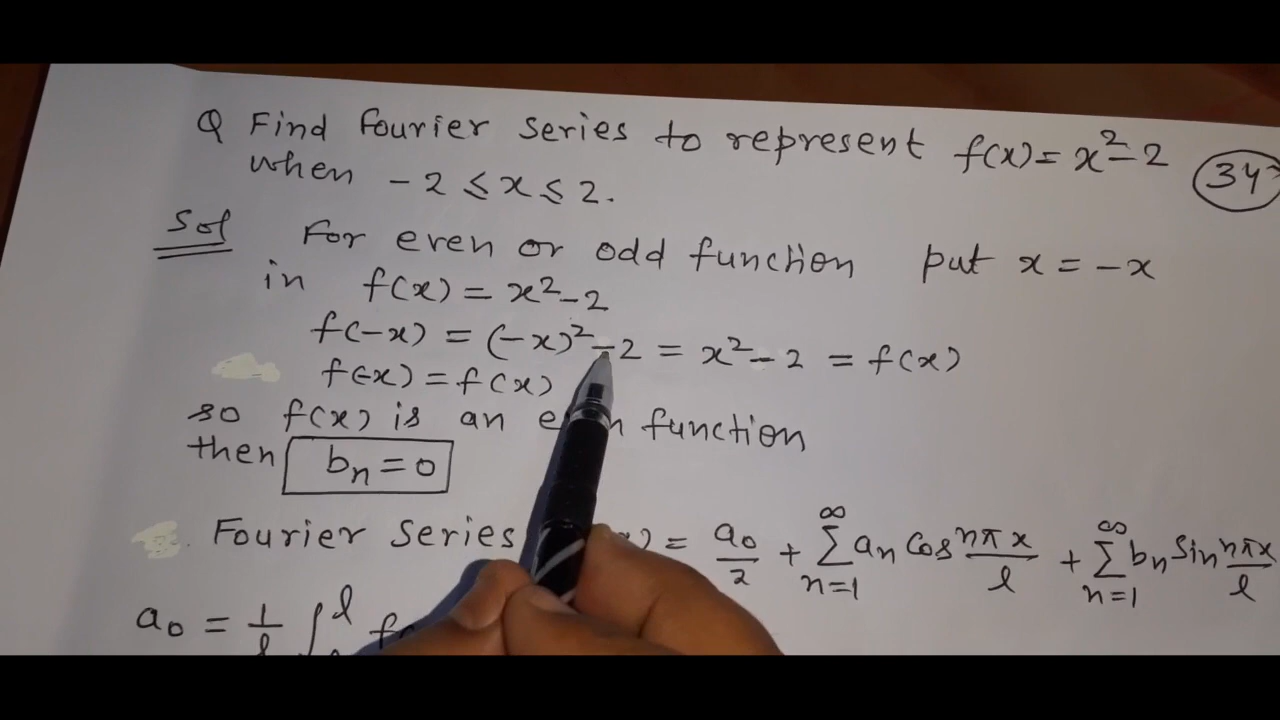 Q Find Fourier series to represent f(x) = x²-2
when -2 ≤ x ≤ 2.
34
Sol For even or odd function put x = -x
in f(x) = x²-2
f(-x) = (-x)²-2 = x²-2 = f(x)
f(-x) = f(x)
so f(x) is an function
then bn = 0
Fourier Series = a0/2 + ∑_{n=1}^{∞} an Cos nπx/l + ∑_{n=1}^{∞} bn Sin nπx/l
a0 = 1/l ∫^l